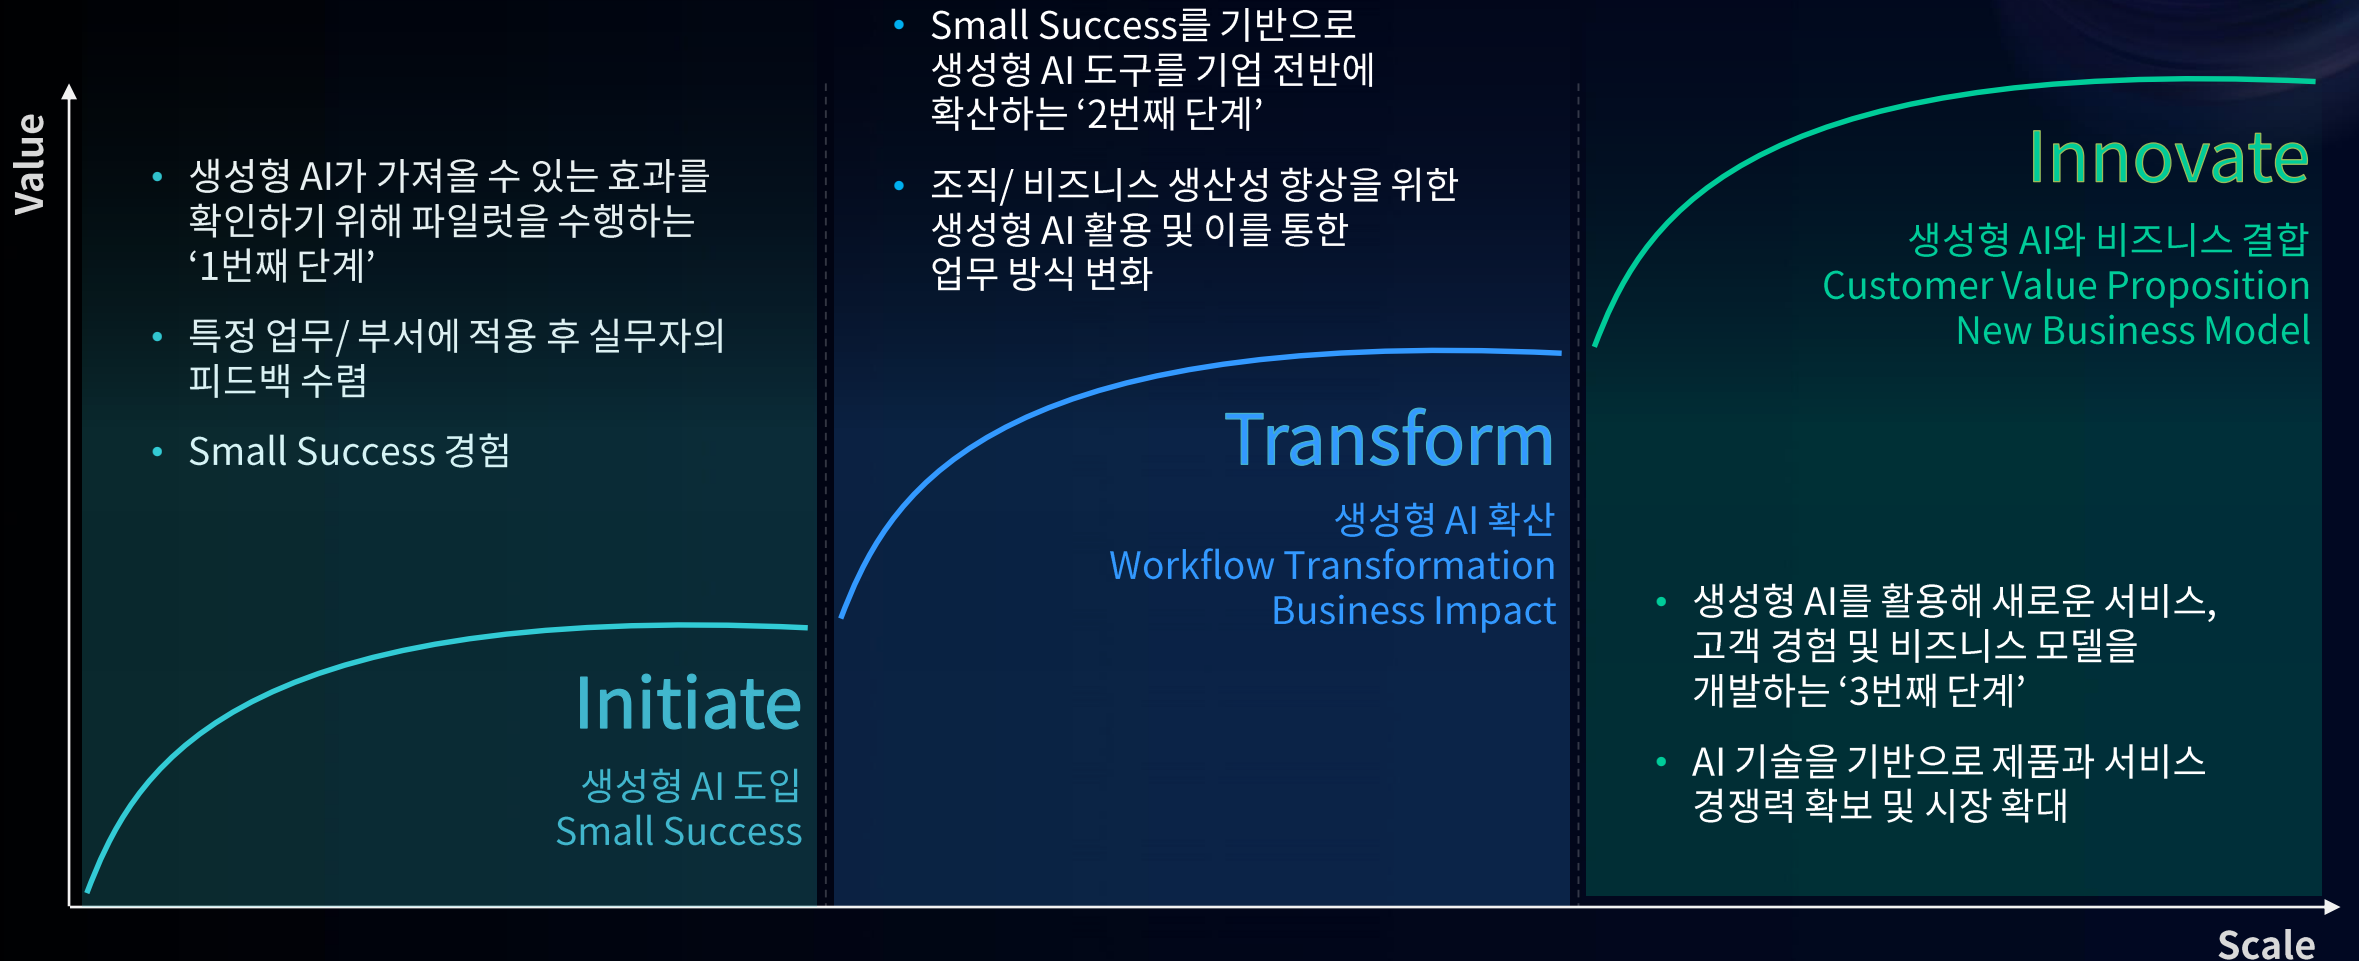 Value
• 생성형 AI가 가져올 수 있는 효과를
확인하기 위해 파일럿을 수행하는
‘1번째 단계’
• 특정 업무/ 부서에 적용 후 실무자의
피드백 수렴
• Small Success 경험
Initiate
생성형 AI 도입
Small Success
• Small Success를 기반으로
생성형 AI 도구를 기업 전반에
확산하는 ‘2번째 단계’
• 조직/ 비즈니스 생산성 향상을 위한
생성형 AI 활용 및 이를 통한
업무 방식 변화
Transform
생성형 AI 확산
Workflow Transformation
Business Impact
Innovate
생성형 AI와 비즈니스 결합
Customer Value Proposition
New Business Model
• 생성형 AI를 활용해 새로운 서비스,
고객 경험 및 비즈니스 모델을
개발하는 ‘3번째 단계’
• AI 기술을 기반으로 제품과 서비스
경쟁력 확보 및 시장 확대
Scale